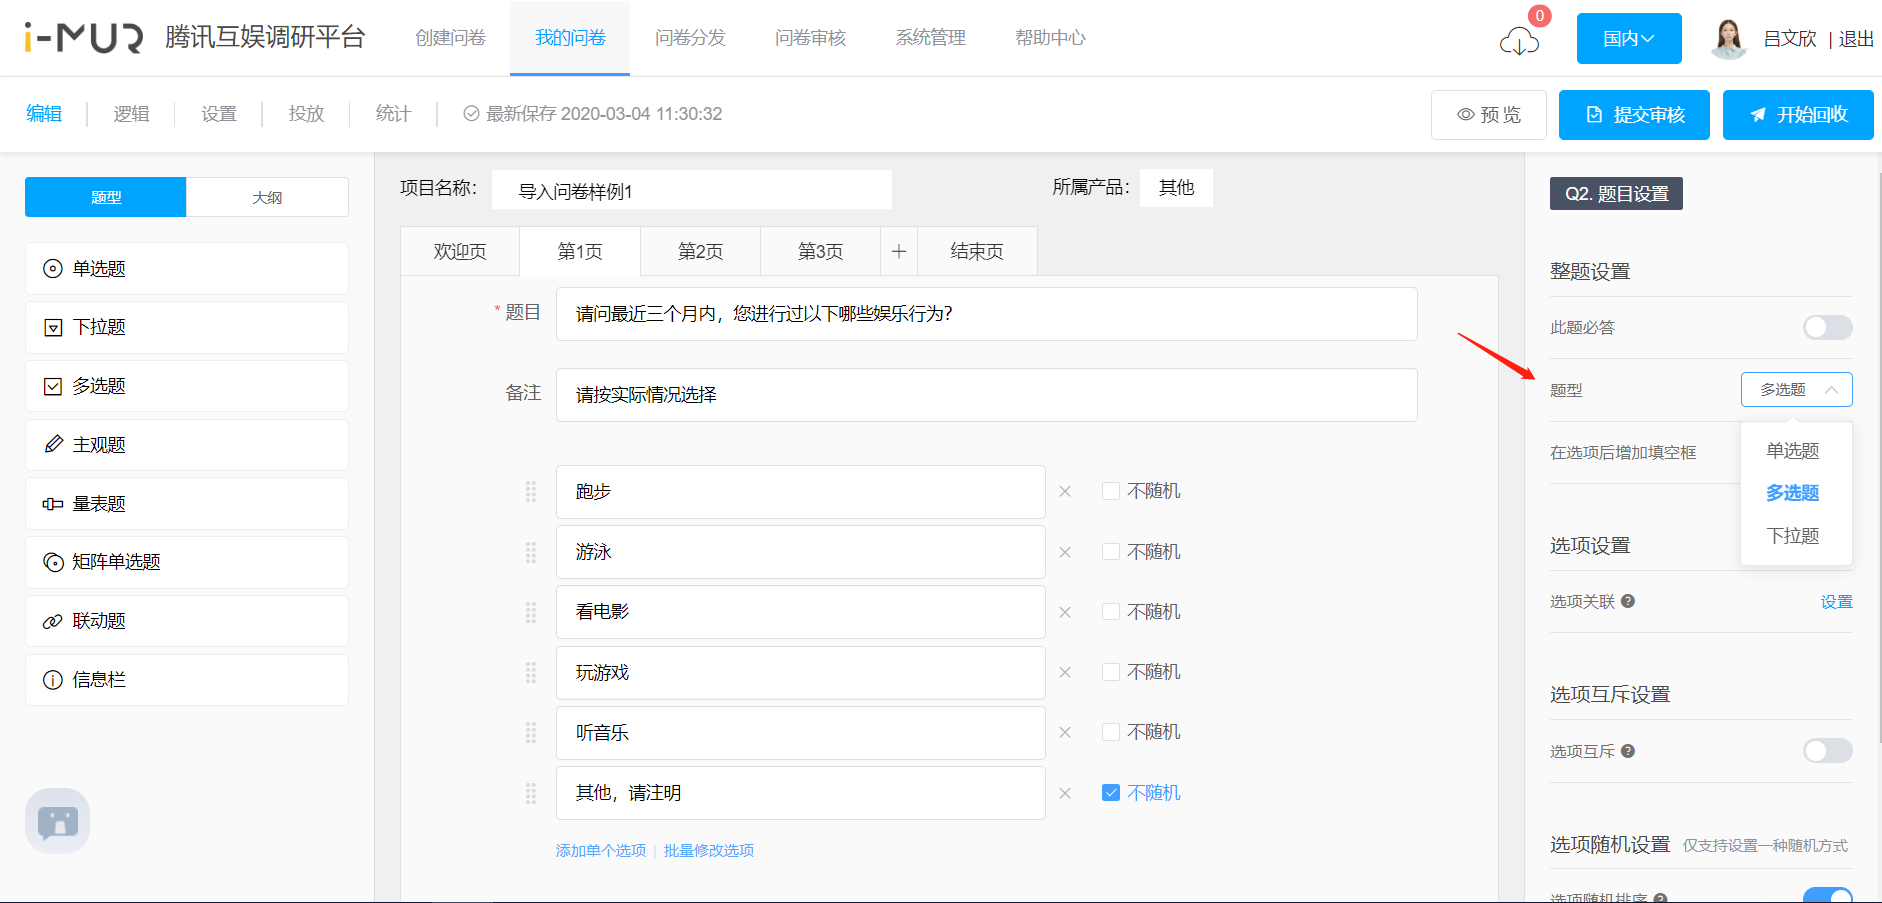 i-MUR 腾讯互娱调研平台 创建问卷 我的问卷 问卷分发 问卷审核 系统管理 帮助中心 0 国内 吕文欣 | 退出
编辑 逻辑 设置 投放 统计 最新保存 2020-03-04 11:30:32 预 览 提交审核 开始回收
题型 大纲
单选题
下拉题
多选题
主观题
量表题
矩阵单选题
联动题
信息栏
项目名称： 导入问卷样例1 所属产品： 其他
欢迎页 第1页 第2页 第3页 + 结束页
* 题目 请问最近三个月内，您进行过以下哪些娱乐行为？
备注 请按实际情况选择
跑步 × 不随机
游泳 × 不随机
看电影 × 不随机
玩游戏 × 不随机
听音乐 × 不随机
其他，请注明 × 不随机
添加单个选项 | 批量修改选项
Q2. 题目设置
整题设置
此题必答
题型 多选题
单选题
多选题
下拉题
在选项后增加填空框
选项设置
选项关联 ? 设置
选项互斥设置
选项互斥 ?
选项随机设置 仅支持设置一种随机方式
选项随机排序 ?